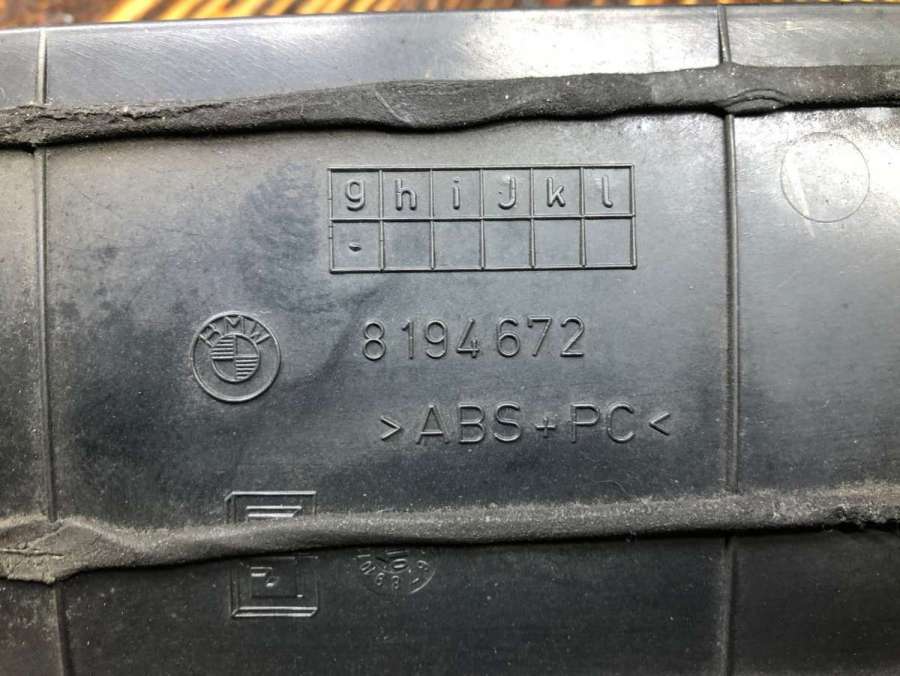 g h i J k l
BMW
8194672
>ABS+PC<